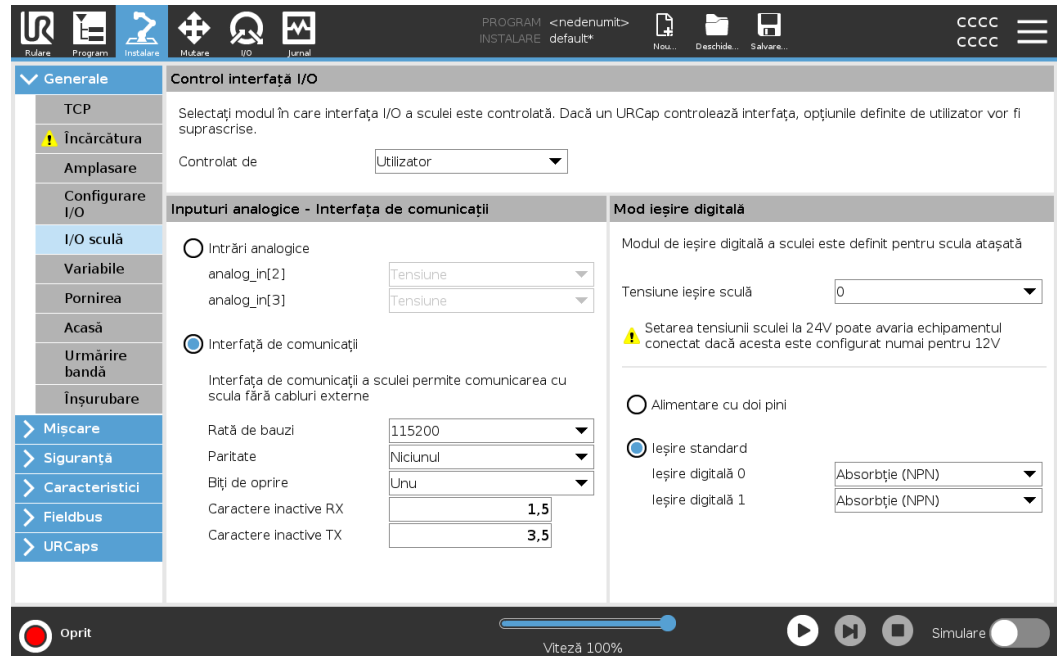 PROGRAM <nedenumit>
INSTALARE default*
Rulare
Program
Instalare
Mutare
I/O
Jurnal
Nou...
Deschide...
Salvare...
CCCC
CCCC
Generale
TCP
Încărcătura
Amplasare
Configurare
I/O
I/O sculă
Variabile
Pornirea
Acasă
Urmărire
bandă
Înșurubare
Mișcare
Siguranță
Caracteristici
Fieldbus
URCaps
Control interfață I/O
Selectați modul în care interfața I/O a sculei este controlată. Dacă un URCap controlează interfața, opțiunile definite de utilizator vor fi
suprascrise.
Controlat de
Utilizator
Inputuri analogice - Interfața de comunicații
Intrări analogice
analog_in[2]
Tensiune
analog_in[3]
Tensiune
Interfață de comunicații
Interfața de comunicații a sculei permite comunicarea cu
scula fără cabluri externe
Rată de bauzi
115200
Paritate
Niciunul
Biți de oprire
Unu
Caractere inactive RX
1,5
Caractere inactive TX
3,5
Mod ieșire digitală
Modul de ieșire digitală a sculei este definit pentru scula atașată
Tensiune ieșire sculă
0
Setarea tensiunii sculei la 24V poate avaria echipamentul
conectat dacă acesta este configurat numai pentru 12V
Alimentare cu doi pini
Ieșire standard
Ieșire digitală 0
Absorbție (NPN)
Ieșire digitală 1
Absorbție (NPN)
Oprit
Viteză 100%
Simulare